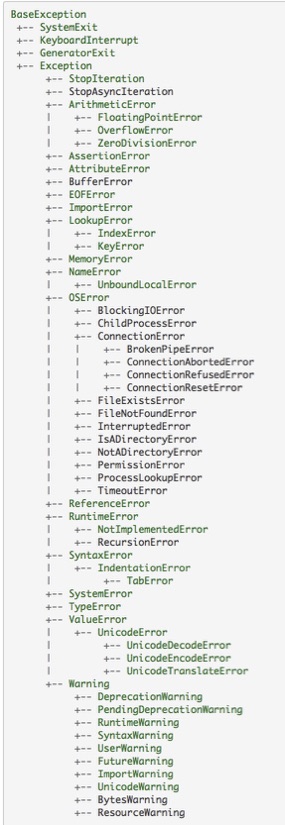 BaseException
 +-- SystemExit
 +-- KeyboardInterrupt
 +-- GeneratorExit
 +-- Exception
      +-- StopIteration
      +-- StopAsyncIteration
      +-- ArithmeticError
      |    +-- FloatingPointError
      |    +-- OverflowError
      |    +-- ZeroDivisionError
      +-- AssertionError
      +-- AttributeError
      +-- BufferError
      +-- EOFError
      +-- ImportError
      +-- LookupError
      |    +-- IndexError
      |    +-- KeyError
      +-- MemoryError
      +-- NameError
      |    +-- UnboundLocalError
      +-- OSError
      |    +-- BlockingIOError
      |    +-- ChildProcessError
      |    +-- ConnectionError
      |    |    +-- BrokenPipeError
      |    |    +-- ConnectionAbortedError
      |    |    +-- ConnectionRefusedError
      |    |    +-- ConnectionResetError
      |    +-- FileExistsError
      |    +-- FileNotFoundError
      |    +-- InterruptedError
      |    +-- IsADirectoryError
      |    +-- NotADirectoryError
      |    +-- PermissionError
      |    +-- ProcessLookupError
      |    +-- TimeoutError
      +-- ReferenceError
      +-- RuntimeError
      |    +-- NotImplementedError
      |    +-- RecursionError
      +-- SyntaxError
      |    +-- IndentationError
      |         +-- TabError
      +-- SystemError
      +-- TypeError
      +-- ValueError
      |    +-- UnicodeError
      |         +-- UnicodeDecodeError
      |         +-- UnicodeEncodeError
      |         +-- UnicodeTranslateError
      +-- Warning
           +-- DeprecationWarning
           +-- PendingDeprecationWarning
           +-- RuntimeWarning
           +-- SyntaxWarning
           +-- UserWarning
           +-- FutureWarning
           +-- ImportWarning
           +-- UnicodeWarning
           +-- BytesWarning
           +-- ResourceWarning